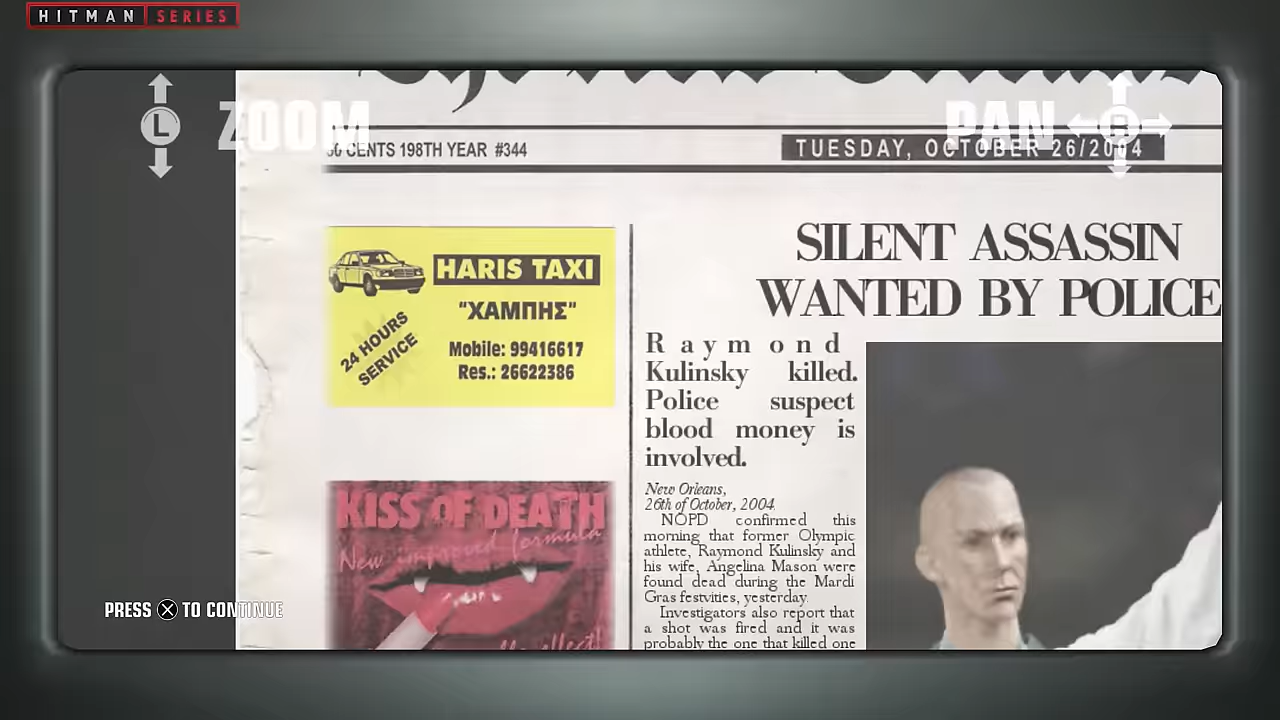 HITMAN SERIES
ZOOM
L
PAN
R
CENTS 198TH YEAR #344
TUESDAY, OCTOBER 26/2004
HARIS TAXI
"ΧΑΜΠΗΣ"
24 HOURS
SERVICE
Mobile: 99416617
Res.: 26622386
KISS OF DEATH
New improved formula
SILENT ASSASSIN
WANTED BY POLICE
Raymond
Kulinsky killed.
Police suspect
blood money is
involved.
New Orleans,
26th of October, 2004
NOPD confirmed this
morning that former Olympic
athlete, Raymond Kulinsky and
his wife, Angelina Mason were
found dead during the Mardi
Gras festvities, yesterday.
Investigators also report that
a shot was fired and it was
probably the one that killed one
PRESS X TO CONTINUE